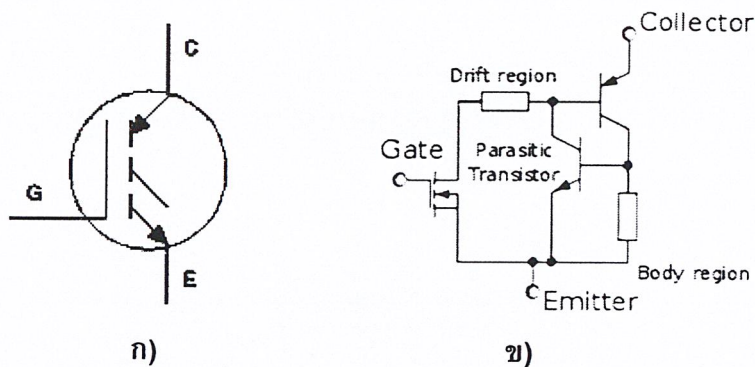 C
G
E
ก)
Collector
Drift region
Gate
Parasitic
Transistor
Body region
Emitter
ข)